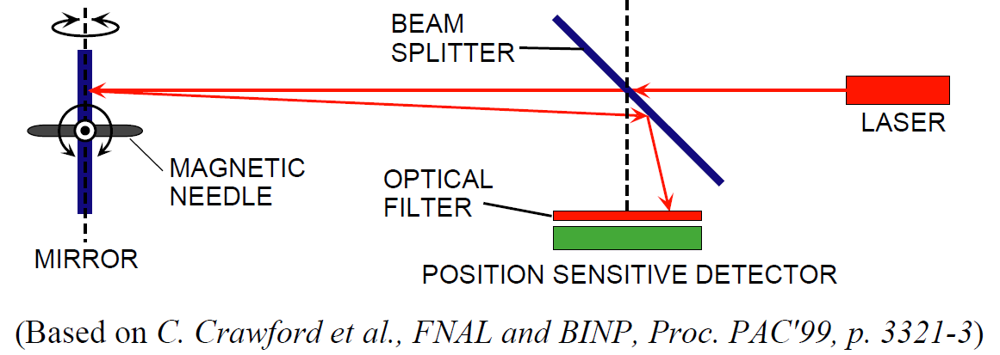 BEAM
SPLITTER
LASER
MAGNETIC
NEEDLE
OPTICAL
FILTER
MIRROR
POSITION SENSITIVE DETECTOR
(Based on C. Crawford et al., FNAL and BINP, Proc. PAC'99, p. 3321-3)